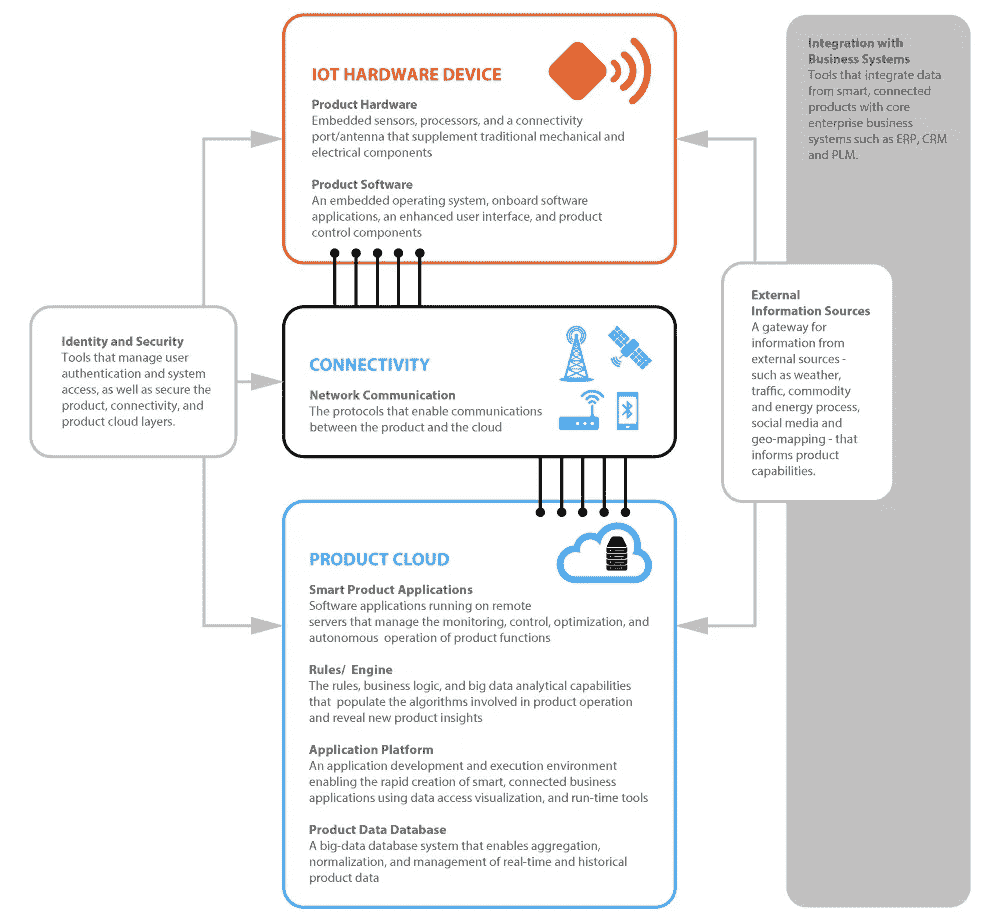 IOT HARDWARE DEVICE
Product Hardware
Embedded sensors, processors, and a connectivity
port/antenna that supplement traditional mechanical and
electrical components
Product Software
An embedded operating system, onboard software
applications, an enhanced user interface, and product
control components
Identity and Security
Tools that manage user
authentication and system
access, as well as secure the
product, connectivity, and
product cloud layers.
CONNECTIVITY
Network Communication
The protocols that enable communications
between the product and the cloud
PRODUCT CLOUD
Smart Product Applications
Software applications running on remote
servers that manage the monitoring, control, optimization, and
autonomous operation of product functions
Rules/ Engine
The rules, business logic, and big data analytical capabilities
that populate the algorithms involved in product operation
and reveal new product insights
Application Platform
An application development and execution environment
enabling the rapid creation of smart, connected business
applications using data access visualization, and run-time tools
Product Data Database
A big-data database system that enables aggregation,
normalization, and management of real-time and historical
product data
External
Information Sources
A gateway for
information from
external sources -
such as weather,
traffic, commodity
and energy process,
social media and
geo-mapping - that
informs product
capabilities.
Integration with
Business Systems
Tools that integrate data
from smart, connected
products with core
enterprise business
systems such as ERP, CRM
and PLM.